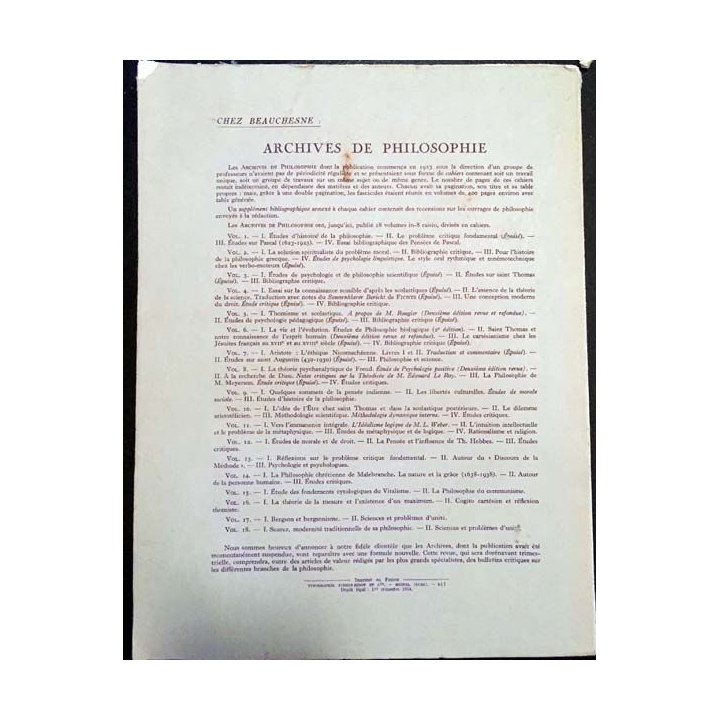 CHEZ BEAUCHESNE :
ARCHIVES DE PHILOSOPHIE
Les ARCHIVES DE PHILOSOPHIE dont la publication commença en 1923 sous la direction d'un groupe de
professeurs n'avaient pas de périodicité régulière et se présentaient sous forme de cahiers contenant soit un travail
unique, soit un groupe de travaux sur un même sujet ou de même genre. Le nombre de pages de ces cahiers
restait indéterminé, en dépendance des matières et des auteurs. Chacun avait sa pagination, son titre et sa table
propres : mais, grâce à une double pagination, les fascicules étaient réunis en volumes de 400 pages environ avec
table générale.
Un supplément bibliographique annexé à chaque cahier contenait des recensions sur les ouvrages de philosophie
envoyés à la rédaction.
Les ARCHIVES DE PHILOSOPHIE ont, jusqu'ici, publié 18 volumes in-8 raisin, divisés en cahiers.
VOL. 1. — I. Études d'histoire de la philosophie. — II. Le problème critique fondamental (Épuisé). —
III. Études sur Pascal (1623-1923). — IV. Essai bibliographique des Pensées de Pascal.
VOL. 2. — I. La solution spiritualiste du problème moral. — II. Bibliographie critique. — III. Pour l'histoire
de la philosophie grecque. — IV. Études de psychologie linguistique. Le style oral rythmique et mnémotechnique
chez les verbo-moteurs (Épuisé).
VOL. 3. — I. Études de psychologie et de philosophie scientifique (Épuisé). — II. Études sur saint Thomas
(Épuisé). — III. Bibliographie critique.
VOL. 4. — I. Essai sur la connaissance sensible d'après les scolastiques (Épuisé). — II. L'essence de la théorie
de la science. Traduction avec notes du Sonnenklarer Bericht de FICHTE (Épuisé). — III. Une conception moderne
du droit. Étude critique (Épuisé). — IV. Bibliographie critique.
VOL. 5. — I. Thomisme et scolastique. A propos de M. Rougier (Deuxième édition revue et refondue). —
II. Études de psychologie pédagogique (Épuisé). — III. Bibliographie critique (Épuisé).
VOL. 6. — I. La vie et l'évolution. Études de Philosophie biologique (2e édition). — II. Saint Thomas et
notre connaissance de l'esprit humain (Deuxième édition revue et refondue). — III. Le cartésianisme chez les
Jésuites français au XVIIe et au XVIIIe siècle (Épuisé). — IV. Bibliographie critique.
VOL. 7. — I. Aristote : L'éthique Nicomachéenne. Livres I et II. Traduction et commentaire (Épuisé).
— II. Études sur saint Augustin (430-1930) (Épuisé). — III. Philosophie et science.
VOL. 8. — I. La théorie psychanalytique de Freud. Étude de Psychologie positive (Deuxième édition revue). —
II. À la recherche de Dieu. Notes critiques sur la Théodicée de M. Edouard Le Roy. — III. La Philosophie de
M. Meyerson. Étude critique (Épuisé). — IV. Études critiques.
VOL. 9. — I. Quelques sommets de la pensée indienne. — II. Les libertés culturelles. Études de morale
sociale. — III. Études d'histoire de la philosophie.
VOL. 10. — I. L'idée de l'Être chez saint Thomas et dans la scolastique postérieure. — II. Le dilemme
aristotélicien. — III. Méthodologie scientifique. Méthodologie dynamique interne. — IV. Études critiques.
VOL. 11. — I. Vers l'immanence intégrale. L'Idéalisme logique de M. L. Weber. — II. L'intuition intellectuelle
et le problème de la métaphysique. — III. Études de métaphysique et de logique. — IV. Rationalisme et religion.
VOL. 12. — I. Études de morale et de droit. — II. La Pensée et l'influence de Th. Hobbes. — III. Études
critiques.
VOL. 13. — I. Réflexions sur le problème critique fondamental. — II. Autour du « Discours de la
Méthode ». — III. Psychologie et psychologues.
VOL. 14. — I. La Philosophie chrétienne de Malebranche. La nature et la grâce (1638-1938). — II. Autour
de la personne humaine. — III. Études critiques.
VOL. 15. — I. Étude des fondements cytologiques du Vitalisme. — II. La Philosophie du communisme.
VOL. 16. — I. La théorie de la mesure et l'existence d'un maximum. — II. Cogito cartésien et réflexion
thomiste.
VOL. 17. — I. Bergson et bergsonisme. — II. Sciences et problèmes d'unité.
VOL. 18. — I. Suarez, modernité traditionnelle de sa philosophie. — II. Sciences et problèmes d'unité.
Nous sommes heureux d'annoncer à notre fidèle clientèle que les Archives, dont la publication avait été
momentanément suspendue, vont reparaître avec une formule nouvelle. Cette revue, qui sera dorénavant trimes-
trielle, comprendra, outre des articles de valeur rédigés par les plus grands spécialistes, des bulletins critiques sur
les différentes branches de la philosophie.
Imprimé en France
TYPOGRAPHIE FIRMIN-DIDOT ET Cie. — MESNIL (EURE). —
Dépôt légal : 1er trimestre 1954.